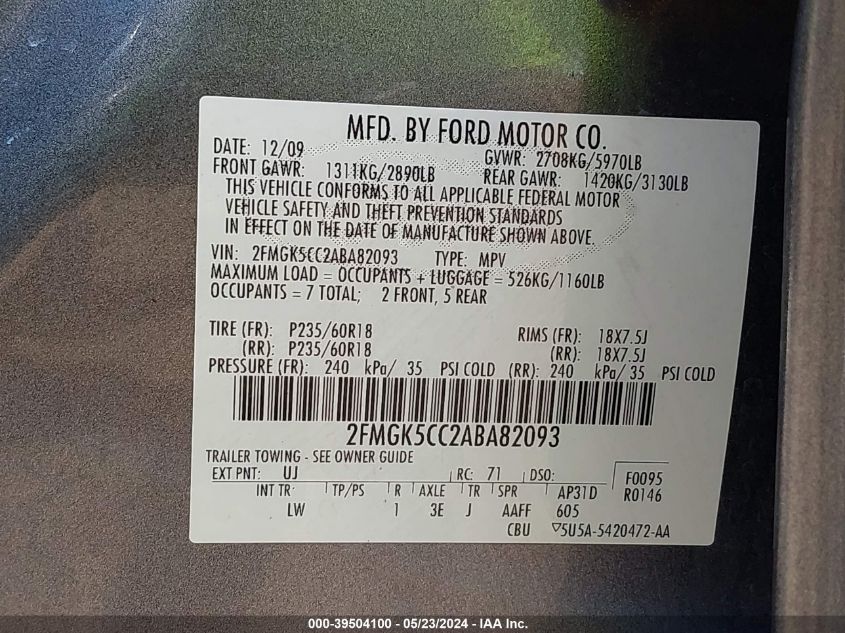 MFD. BY FORD MOTOR CO.
DATE: 12/09 GVWR: 2708KG/5970LB
FRONT GAWR: 1311KG/2890LB REAR GAWR: 1420KG/3130LB
THIS VEHICLE CONFORMS TO ALL APPLICABLE FEDERAL MOTOR
VEHICLE SAFETY AND THEFT PREVENTION STANDARDS
IN EFFECT ON THE DATE OF MANUFACTURE SHOWN ABOVE.
VIN: 2FMGK5CC2ABA82093 TYPE: MPV
MAXIMUM LOAD = OCCUPANTS + LUGGAGE = 526KG/1160LB
OCCUPANTS = 7 TOTAL; 2 FRONT, 5 REAR
TIRE (FR): P235/60R18 RIMS (FR): 18X7.5J
(RR): P235/60R18 (RR): 18X7.5J
PRESSURE (FR): 240 kPa/ 35 PSI COLD (RR): 240 kPa/ 35 PSI COLD
2FMGK5CC2ABA82093
TRAILER TOWING - SEE OWNER GUIDE
EXT PNT: UJ RC: 71 DSO: F0095
INT TR TP/PS R AXLE TR SPR AP31D R0146
LW 1 3E J AAFF 605
CBU ▽5U5A-5420472-AA
000-39504100 - 05/23/2024 - IAA Inc.